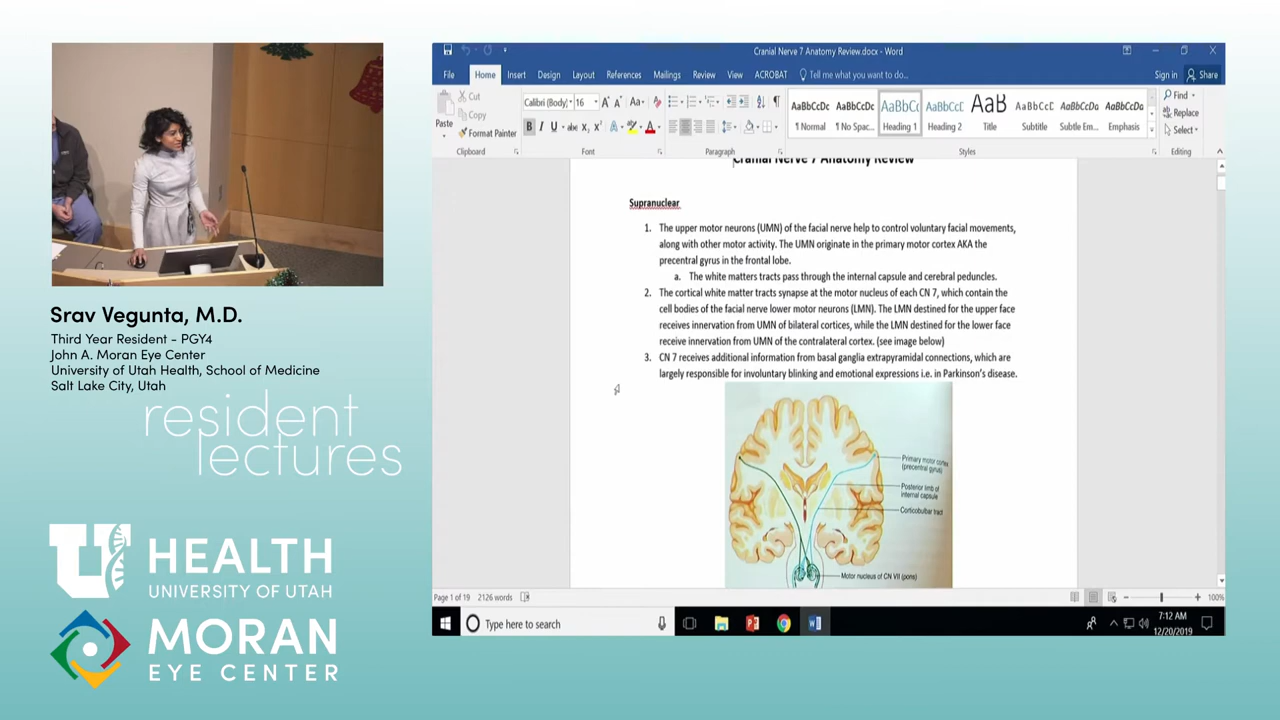 Srav Vegunta, M.D.
Third Year Resident - PGY4
John A. Moran Eye Center
University of Utah Health, School of Medicine
Salt Lake City, Utah
resident
lectures
U HEALTH
UNIVERSITY OF UTAH
MORAN
EYE CENTER
Cranial Nerve 7 Anatomy Review.docx - Word
File Home Insert Design Layout References Mailings Review View ACROBAT Tell me what you want to do... Sign in Share
Paste
Cut
Copy
Format Painter
Clipboard
Calibri (Body) 16
Font
Paragraph
AaBbCcDc AaBbCcDc AaBbCc AaBbCcD AaB AaBbCcD AaBbCcDa AaBbCcDa
¶ Normal ¶ No Spac... Heading 1 Heading 2 Title Subtitle Subtle Em... Emphasis
Styles
Find
Replace
Select
Editing
Cranial Nerve 7 Anatomy Review
Supranuclear
1. The upper motor neurons (UMN) of the facial nerve help to control voluntary facial movements,
along with other motor activity. The UMN originate in the primary motor cortex AKA the
precentral gyrus in the frontal lobe.
a. The white matters tracts pass through the internal capsule and cerebral peduncles.
2. The cortical white matter tracts synapse at the motor nucleus of each CN 7, which contain the
cell bodies of the facial nerve lower motor neurons (LMN). The LMN destined for the upper face
receives innervation from UMN of bilateral cortices, while the LMN destined for the lower face
receive innervation from UMN of the contralateral cortex. (see image below)
3. CN 7 receives additional information from basal ganglia extrapyramidal connections, which are
largely responsible for involuntary blinking and emotional expressions i.e. in Parkinson's disease.
Primary motor cortex
(precentral gyrus)
Posterior limb of
internal capsule
Corticobulbar tract
Motor nucleus of CN VII (pons)
Page 1 of 19 2126 words
100%
Type here to search
7:12 AM
12/20/2019